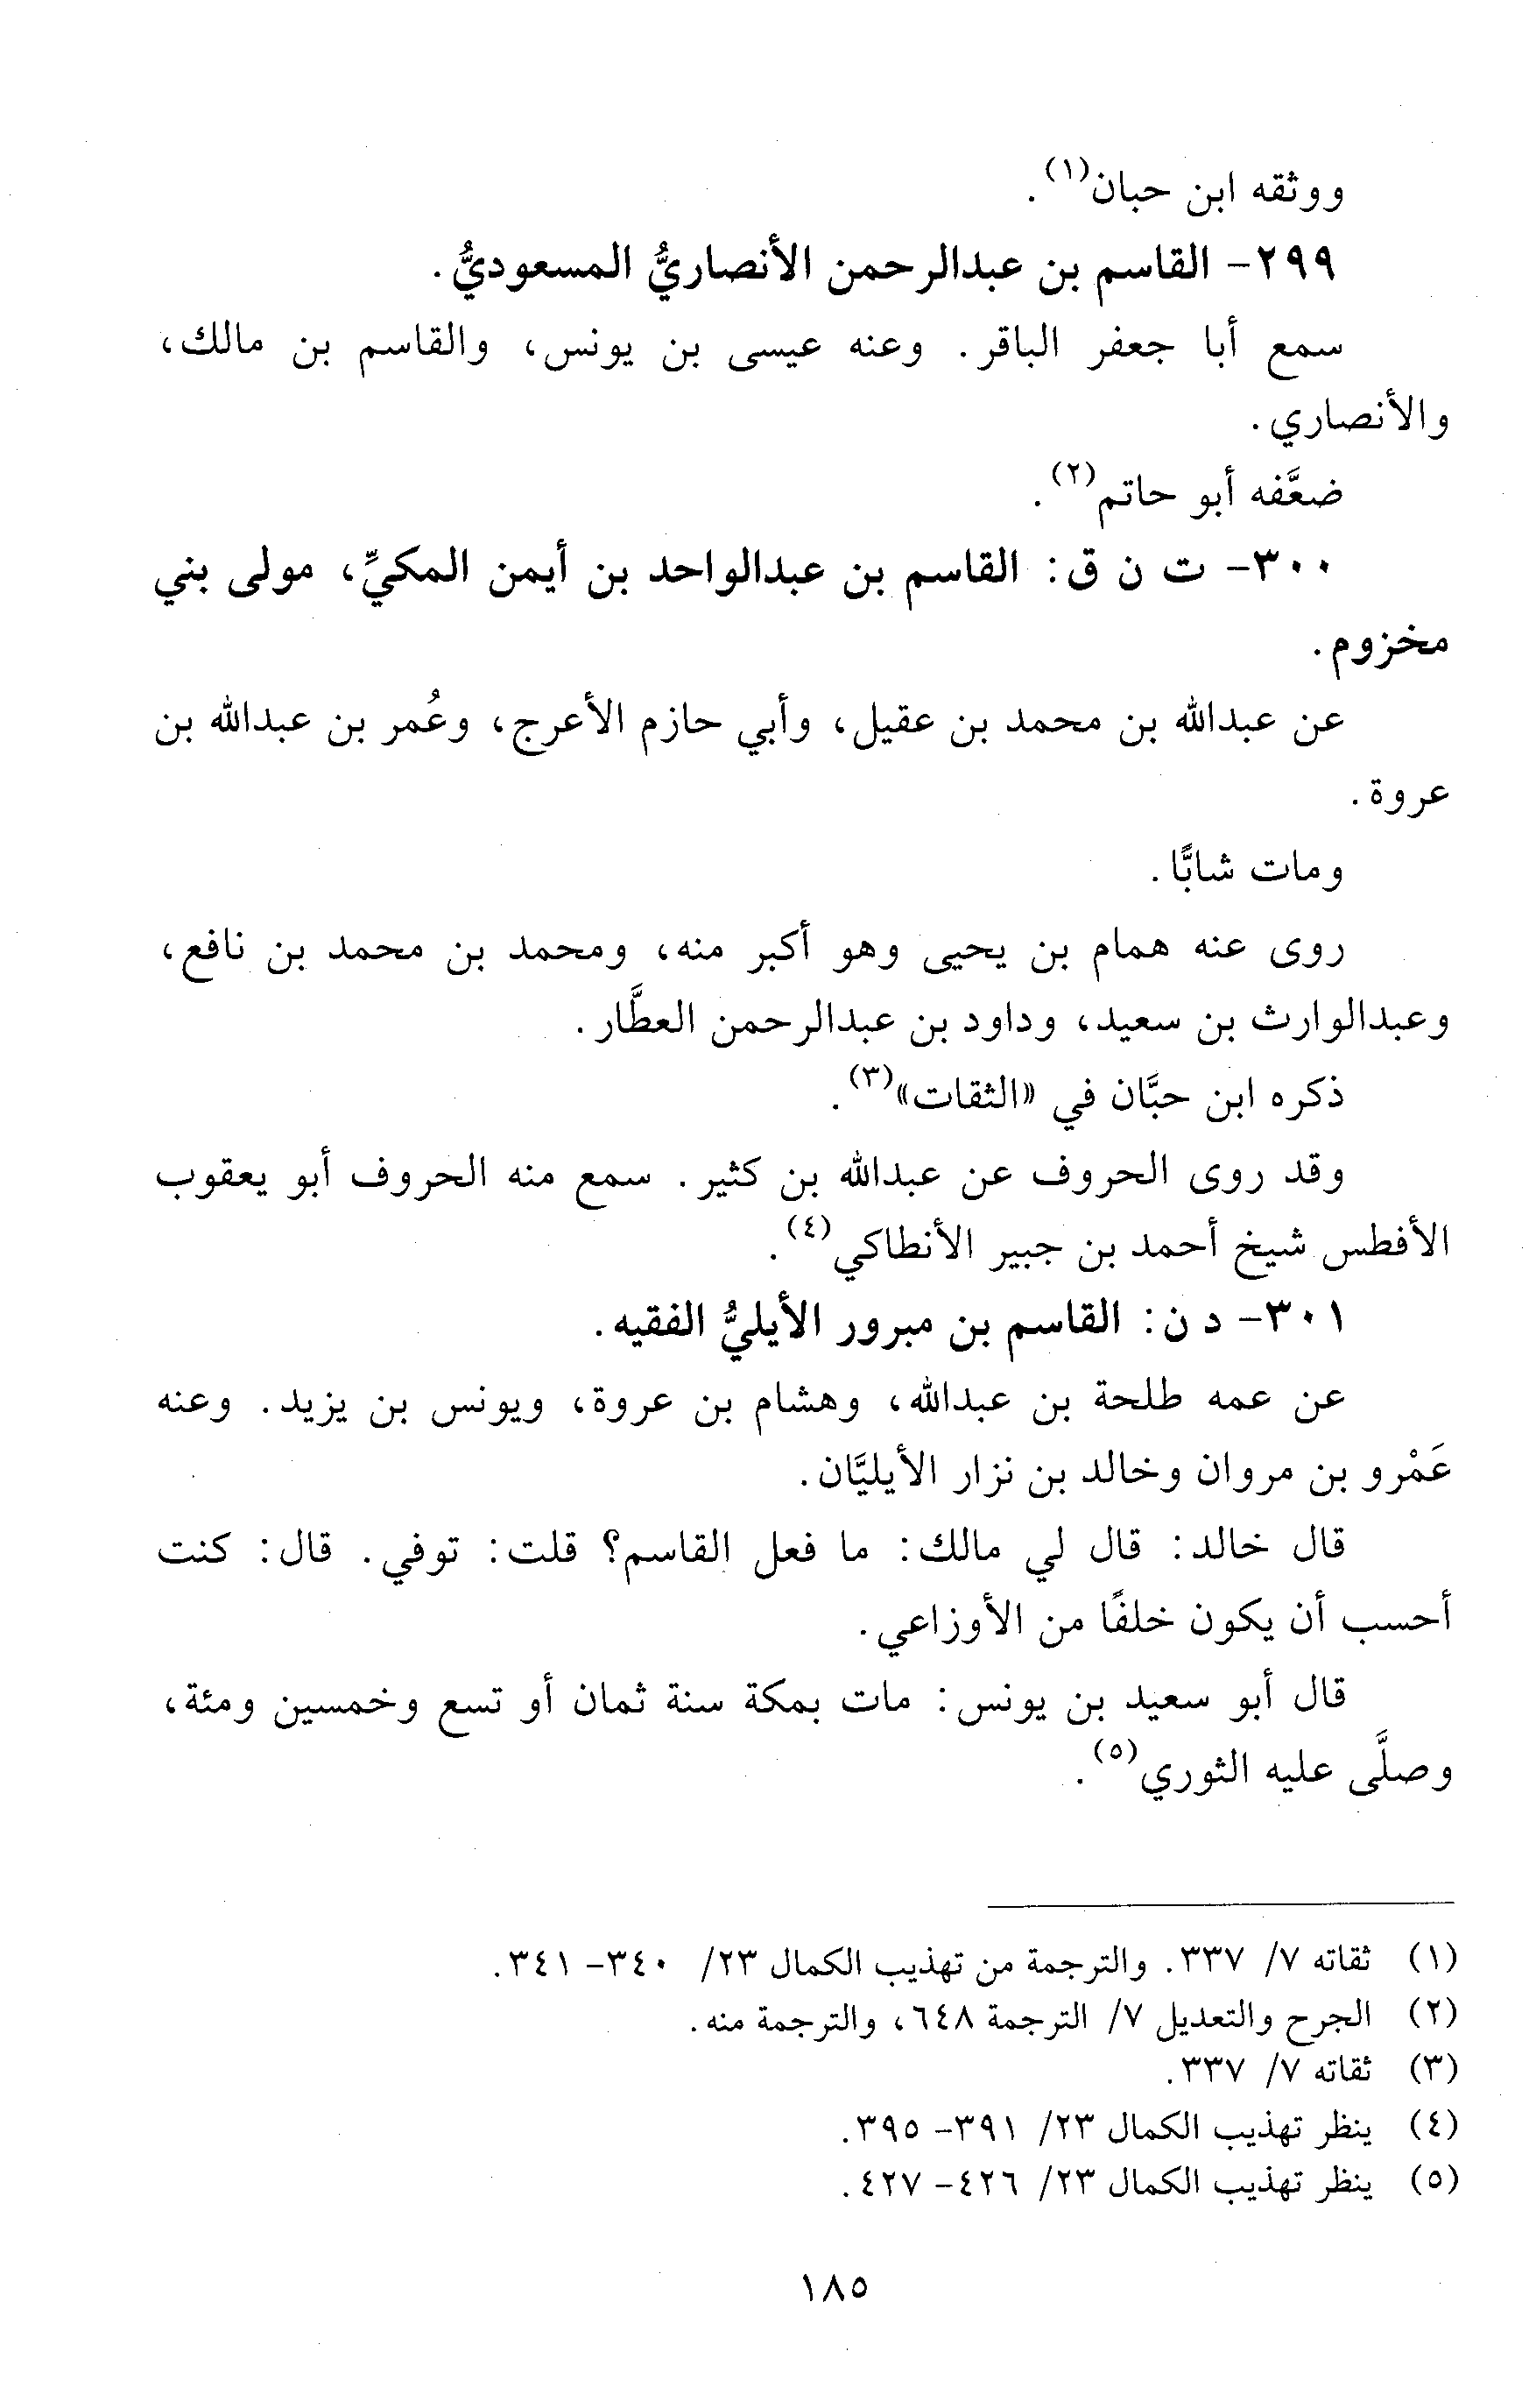 ووثقه ابن حبان(١).
٢٩٩- القاسم بن عبدالرحمن الأنصاريُّ المسعوديُّ.
سمع أبا جعفر الباقر. وعنه عيسى بن يونس، والقاسم بن مالك،
والأنصاري.
ضعَّفه أبو حاتم(٢).
٣٠٠- ت ن ق: القاسم بن عبدالواحد بن أيمن المكيِّ، مولى بني
مخزوم.
عن عبدالله بن محمد بن عقيل، وأبي حازم الأعرج، وعُمر بن عبدالله بن
عروة.
ومات شابًّا.
روى عنه همام بن يحيى وهو أكبر منه، ومحمد بن محمد بن نافع،
وعبدالوارث بن سعيد، وداود بن عبدالرحمن العطَّار.
ذكره ابن حبَّان في «الثقات»(٣).
وقد روى الحروف عن عبدالله بن كثير. سمع منه الحروف أبو يعقوب
الأفطس شيخ أحمد بن جبير الأنطاكي(٤).
٣٠١- د ن: القاسم بن مبرور الأيليُّ الفقيه.
عن عمه طلحة بن عبدالله، وهشام بن عروة، ويونس بن يزيد. وعنه
عَمْرو بن مروان وخالد بن نزار الأيليَّان.
قال خالد: قال لي مالك: ما فعل القاسم؟ قلت: توفي. قال: كنت
أحسب أن يكون خلفًا من الأوزاعي.
قال أبو سعيد بن يونس: مات بمكة سنة ثمان أو تسع وخمسين ومئة،
وصلَّى عليه الثوري(٥).
(١) ثقاته ٧/ ٣٣٧. والترجمة من تهذيب الكمال ٢٣/ ٣٤٠- ٣٤١.
(٢) الجرح والتعديل ٧/ الترجمة ٦٤٨، والترجمة منه.
(٣) ثقاته ٧/ ٣٣٧.
(٤) ينظر تهذيب الكمال ٢٣/ ٣٩١- ٣٩٥.
(٥) ينظر تهذيب الكمال ٢٣/ ٤٢٦- ٤٢٧.
١٨٥